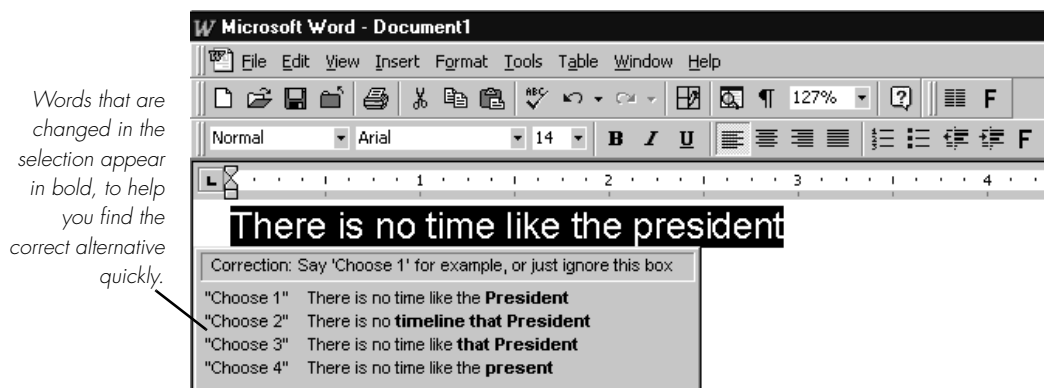 Microsoft Word - Document1
File Edit View Insert Format Tools Table Window Help
ABC 127% ? F
Normal Arial 14 B I U F
1 2 3 4
Words that are
changed in the
selection appear
in bold, to help
you find the
correct alternative
quickly.
There is no time like the president
Correction: Say 'Choose 1' for example, or just ignore this box
"Choose 1" There is no time like the President
"Choose 2" There is no timeline that President
"Choose 3" There is no time like that President
"Choose 4" There is no time like the present